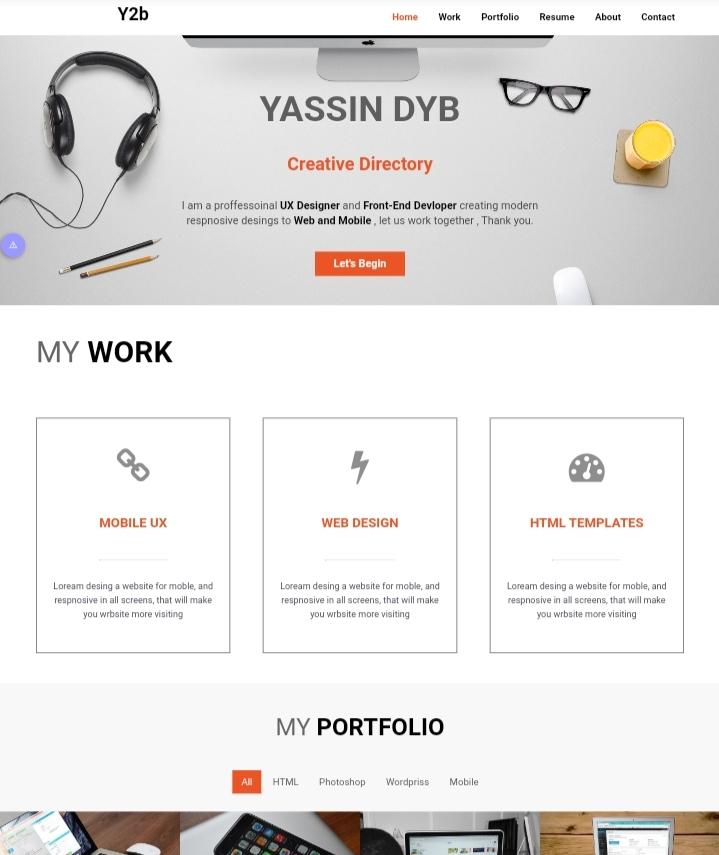 Y2b
Home Work Portfolio Resume About Contact
YASSIN DYB
Creative Directory
I am a proffessoinal UX Designer and Front-End Devloper creating modern
respnosive desings to Web and Mobile , let us work together , Thank you.
Let's Begin
MY WORK
MOBILE UX
Loream desing a website for moble, and
respnosive in all screens, that will make
you wrbsite more visiting
WEB DESIGN
Loream desing a website for moble, and
respnosive in all screens, that will make
you wrbsite more visiting
HTML TEMPLATES
Loream desing a website for moble, and
respnosive in all screens, that will make
you wrbsite more visiting
MY PORTFOLIO
All HTML Photoshop Wordpriss Mobile